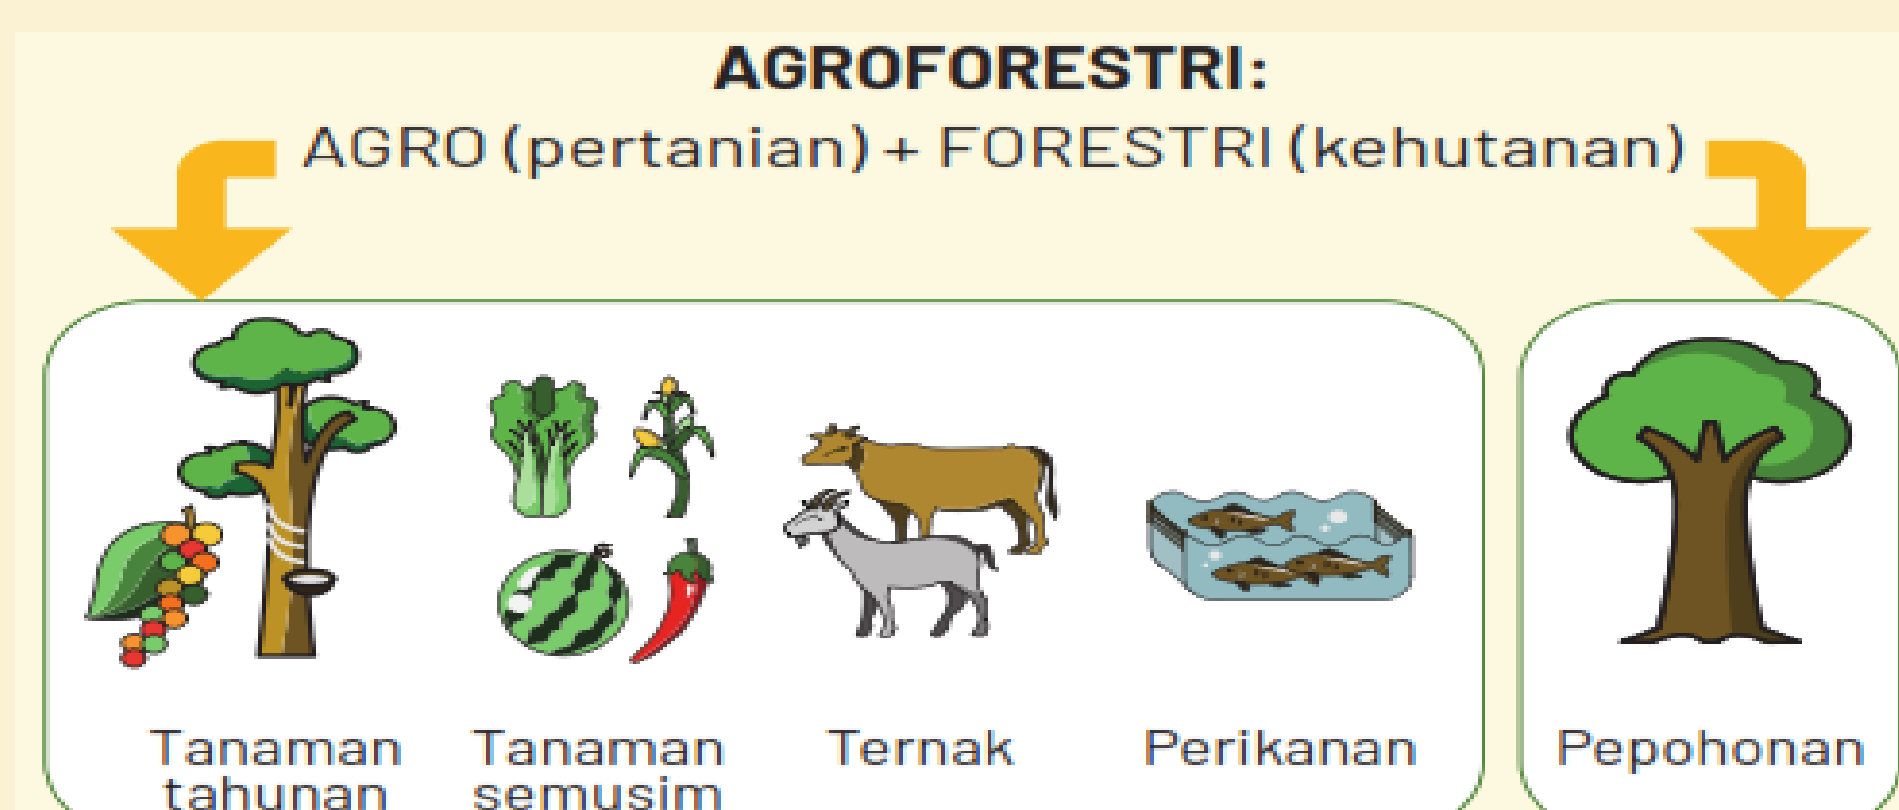 AGROFORESTRI:
AGRO (pertanian) + FORESTRI (kehutanan)
Tanaman
tahunan
Tanaman
semusim
Ternak
Perikanan
Pepohonan